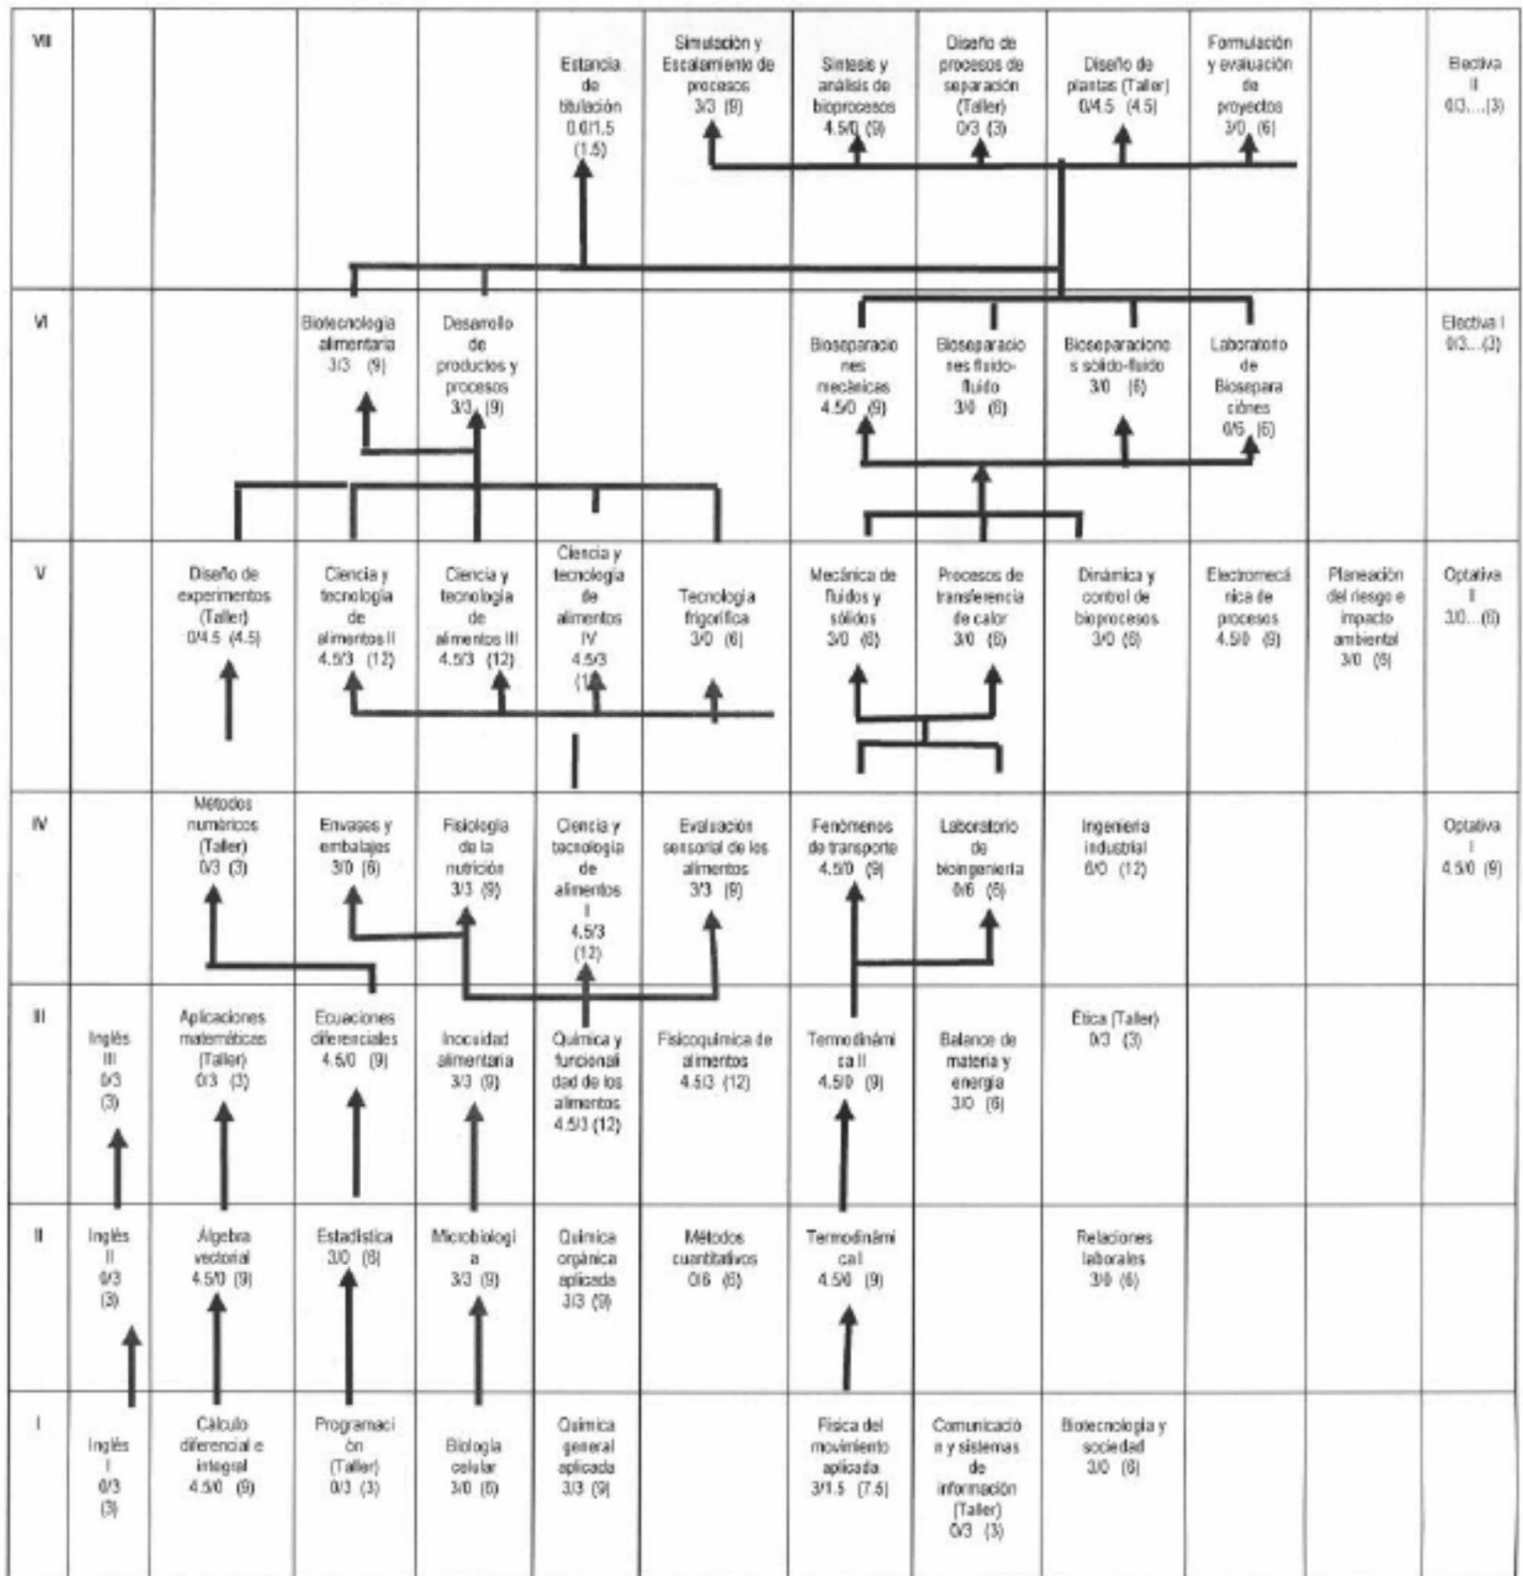 VII
Estancia
de
titulación
0.0/1.5
(1.5)
Simulación y
Escalamiento de
procesos
3/3 (9)
Síntesis y
análisis de
bioprocesos
4.5/0 (9)
Diseño de
procesos de
separación
(Taller)
0/3 (3)
Diseño de
plantas (Taller)
0/4.5 (4.5)
Formulación
y evaluación
de
proyectos
3/0 (6)
Electiva
II
0/3....(3)
VI
Biotecnología
alimentaria
3/3 (9)
Desarrollo
de
productos y
procesos
3/3 (9)
Bioseparacio
nes
mecánicas
4.5/0 (9)
Bioseparacio
nes fluido-
fluido
3/0 (6)
Bioseparacione
s sólido-fluido
3/0 (6)
Laboratorio
de
Biosepara
ciónes
0/6 (6)
Electiva I
0/3...(3)
V
Diseño de
experimentos
(Taller)
0/4.5 (4.5)
Ciencia y
tecnología
de
alimentos II
4.5/3 (12)
Ciencia y
tecnología
de
alimentos III
4.5/3 (12)
Ciencia y
tecnología
de
alimentos
IV
4.5/3
Tecnología
frigorífica
3/0 (6)
Mecánica de
fluidos y
sólidos
3/0 (6)
Procesos de
transferencia
de calor
3/0 (6)
Dinámica y
control de
bioprocesos
3/0 (6)
Electromecá
nica de
procesos
4.5/0 (9)
Planeación
del riesgo e
impacto
ambiental
3/0 (6)
Optativa
II
3/0...(6)
IV
Métodos
numéricos
(Taller)
0/3 (3)
Envases y
embalajes
3/0 (6)
Fisiología
de la
nutrición
3/3 (9)
Ciencia y
tecnología
de
alimentos
I
4.5/3
(12)
Evaluación
sensorial de los
alimentos
3/3 (9)
Fenómenos
de transporte
4.5/0 (9)
Laboratorio
de
bioingeniería
0/6 (6)
Ingeniería
industrial
6/0 (12)
Optativa
I
4.5/0 (9)
III
Inglés
III
0/3
(3)
Aplicaciones
matemáticas
(Taller)
0/3 (3)
Ecuaciones
diferenciales
4.5/0 (9)
Inocuidad
alimentaria
3/3 (9)
Química y
funcionali
dad de los
alimentos
4.5/3 (12)
Fisicoquímica de
alimentos
4.5/3 (12)
Termodinámi
ca II
4.5/0 (9)
Balance de
materia y
energía
3/0 (6)
Ética (Taller)
0/3 (3)
II
Inglés
II
0/3
(3)
Álgebra
vectorial
4.5/0 (9)
Estadística
3/0 (6)
Microbiologí
a
3/3 (9)
Química
orgánica
aplicada
3/3 (9)
Métodos
cuantitativos
0/6 (6)
Termodinámi
ca I
4.5/0 (9)
Relaciones
laborales
3/0 (6)
I
Inglés
I
0/3
(3)
Cálculo
diferencial e
integral
4.5/0 (9)
Programaci
ón
(Taller)
0/3 (3)
Biología
celular
3/0 (6)
Química
general
aplicada
3/3 (9)
Física del
movimiento
aplicada
3/1.5 (7.5)
Comunicació
n y sistemas
de
información
(Taller)
0/3 (3)
Biotecnología y
sociedad
3/0 (6)